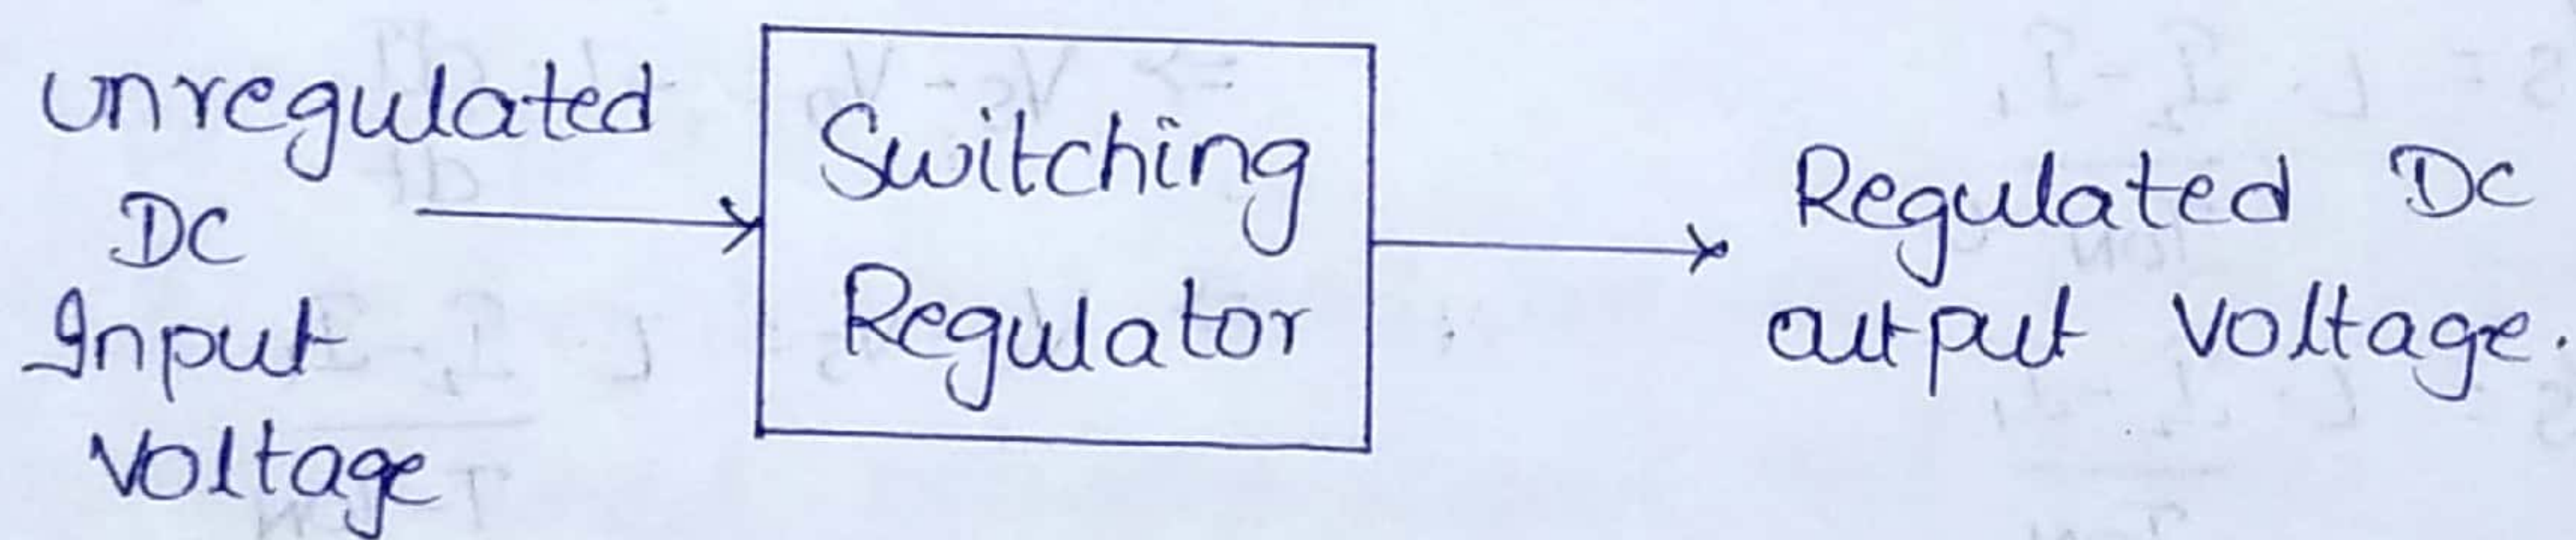 unregulated
DC
Input
Voltage
Switching
Regulator
Regulated DC
output voltage.